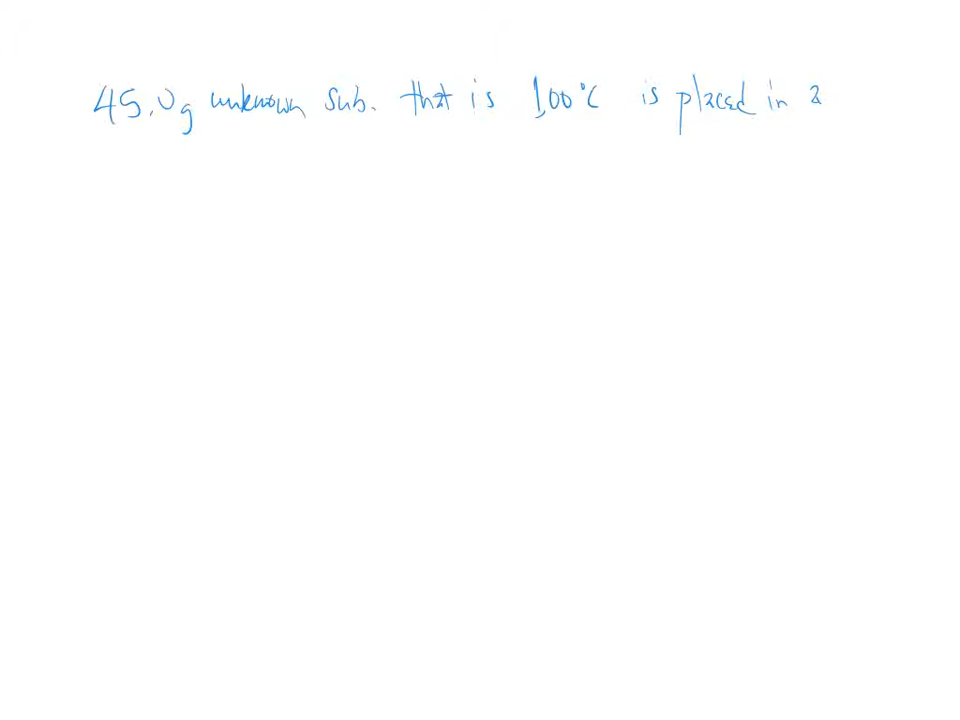 45.0g unknown sub. that is 100°C is placed in a